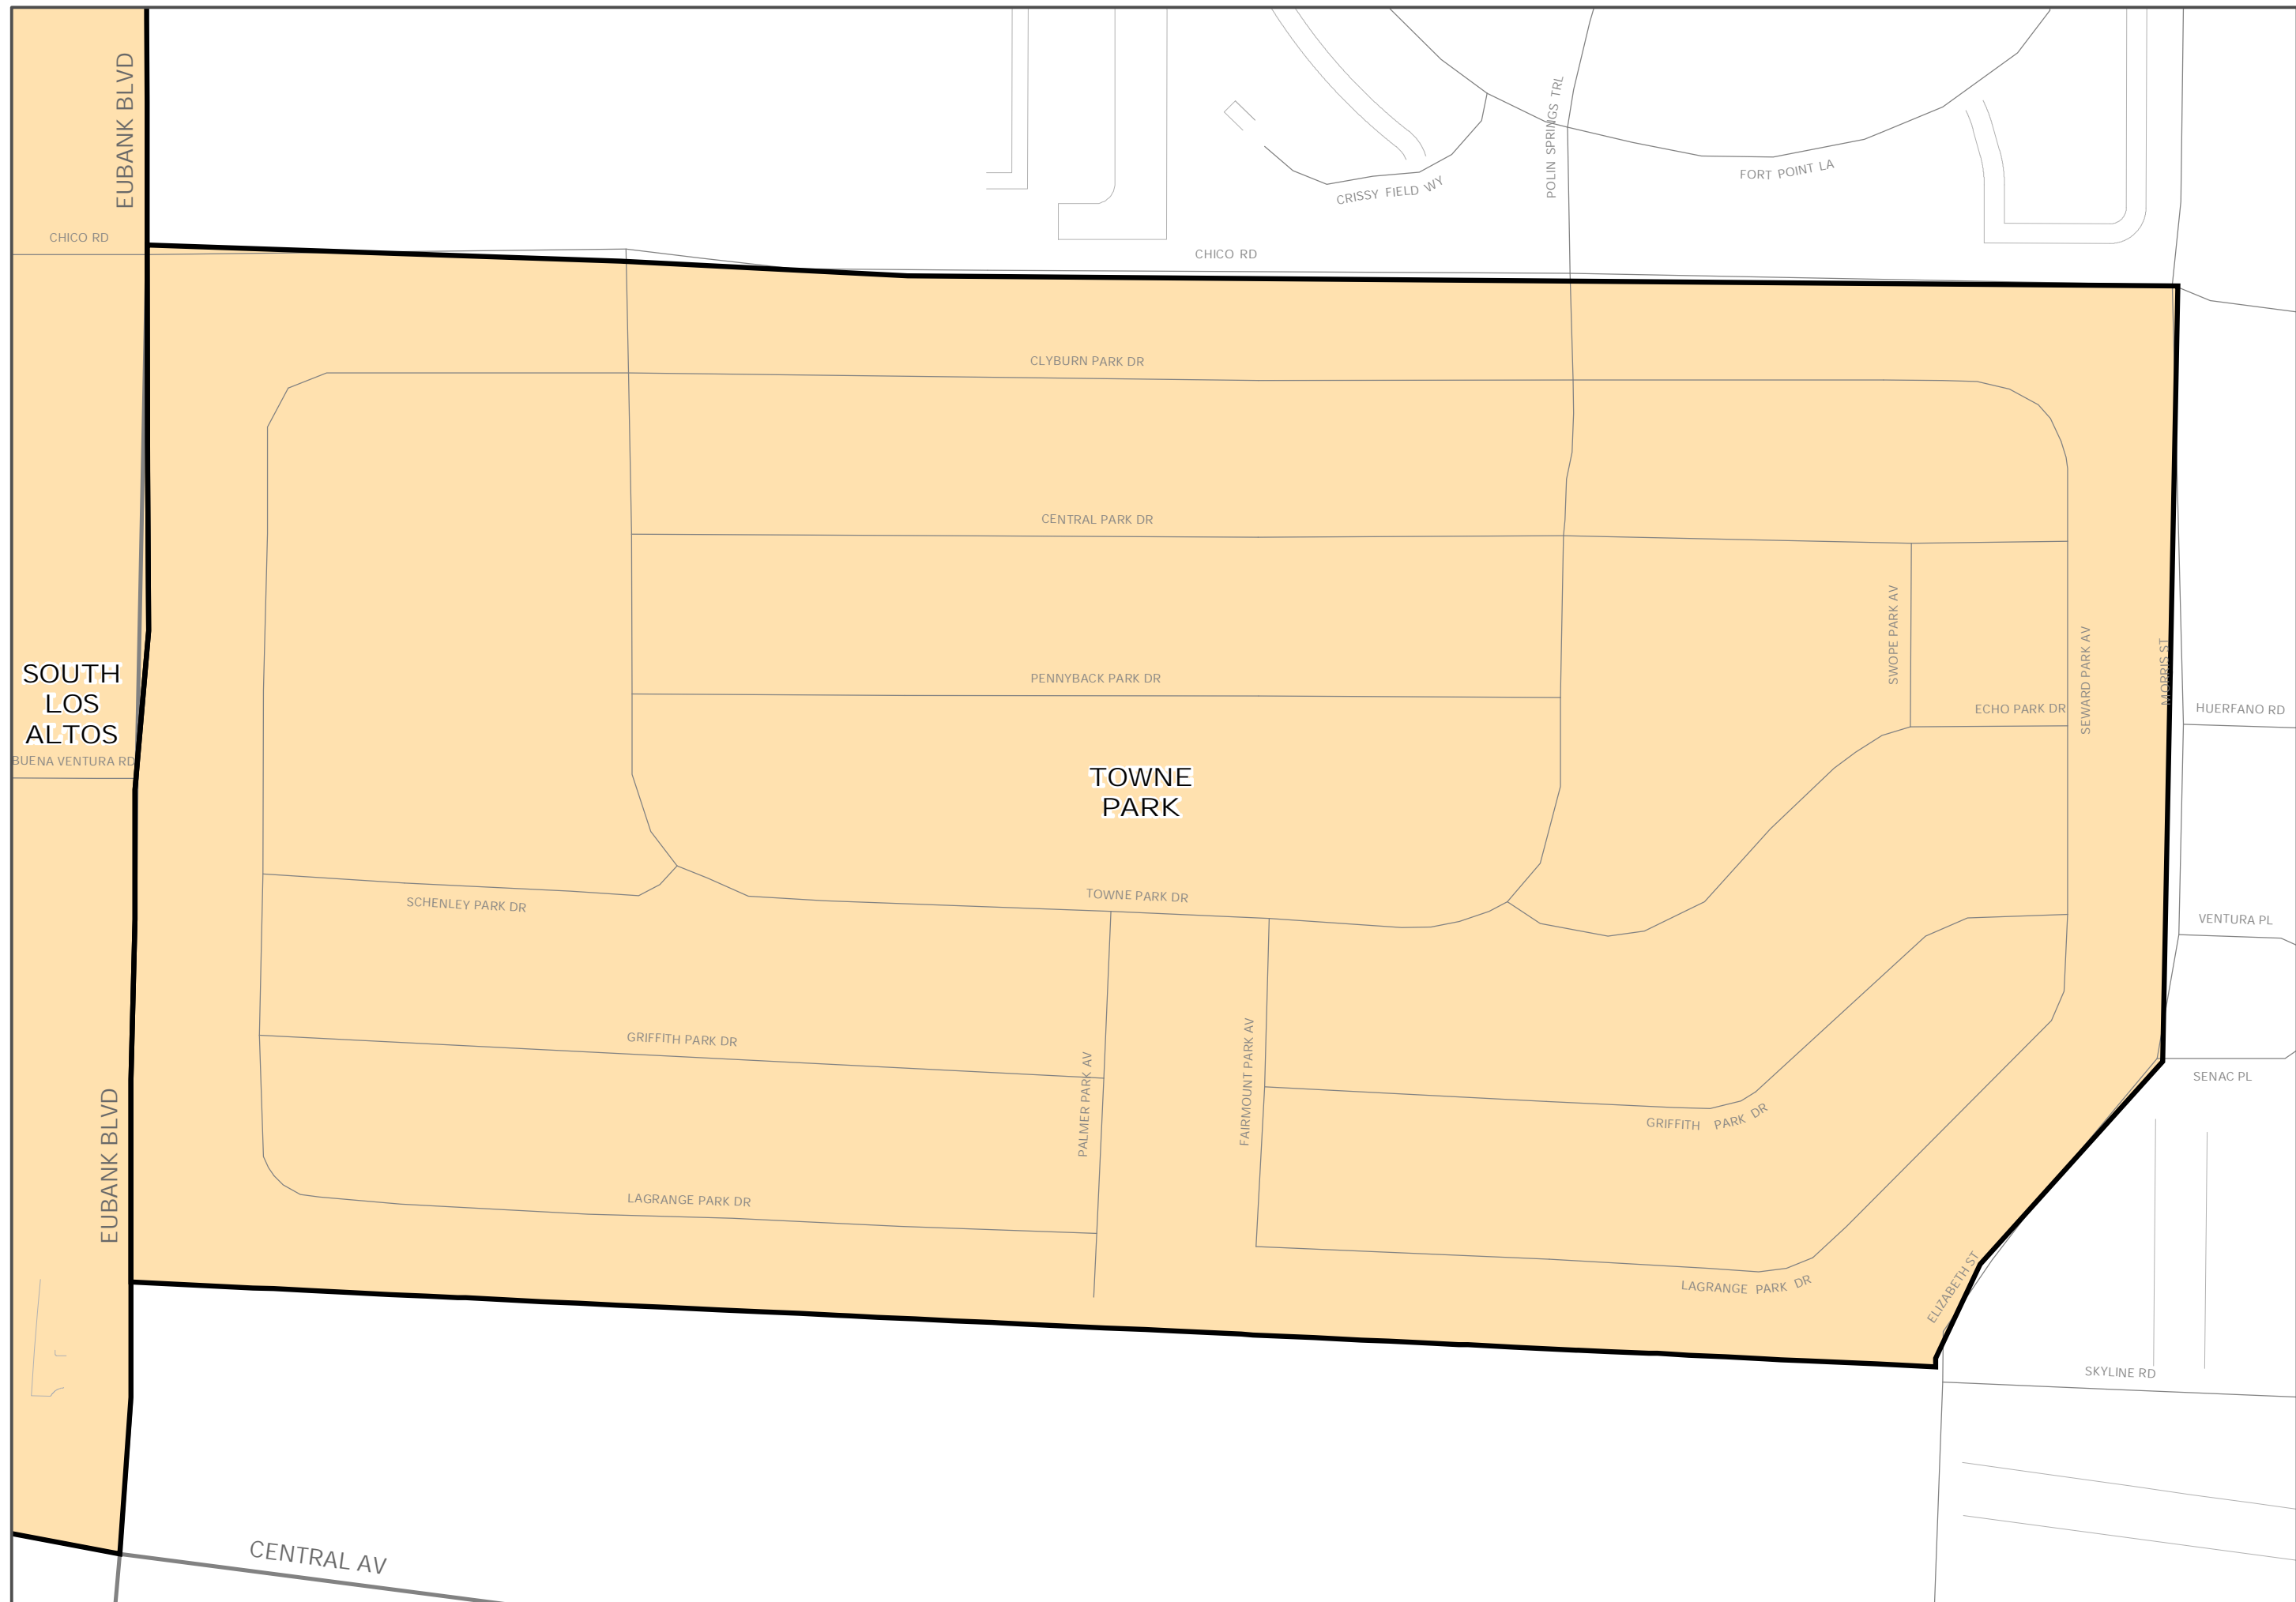 EUBANK BLVD
POLIN SPRINGS TRL
FORT POINT LA
CRISSY FIELD WY
CHICO RD
CHICO RD
CLYBURN PARK DR
CENTRAL PARK DR
SWOPE PARK AV
SEWARD PARK AV
MORRIS ST
SOUTH
LOS
ALTOS
PENNYBACK PARK DR
ECHO PARK DR
HUERFANO RD
BUENA VENTURA RD
TOWNE
PARK
TOWNE PARK DR
SCHENLEY PARK DR
VENTURA PL
GRIFFITH PARK DR
PALMER PARK AV
FAIRMOUNT PARK AV
GRIFFITH PARK DR
SENAC PL
EUBANK BLVD
LAGRANGE PARK DR
LAGRANGE PARK DR
ELIZABETH ST
SKYLINE RD
CENTRAL AV